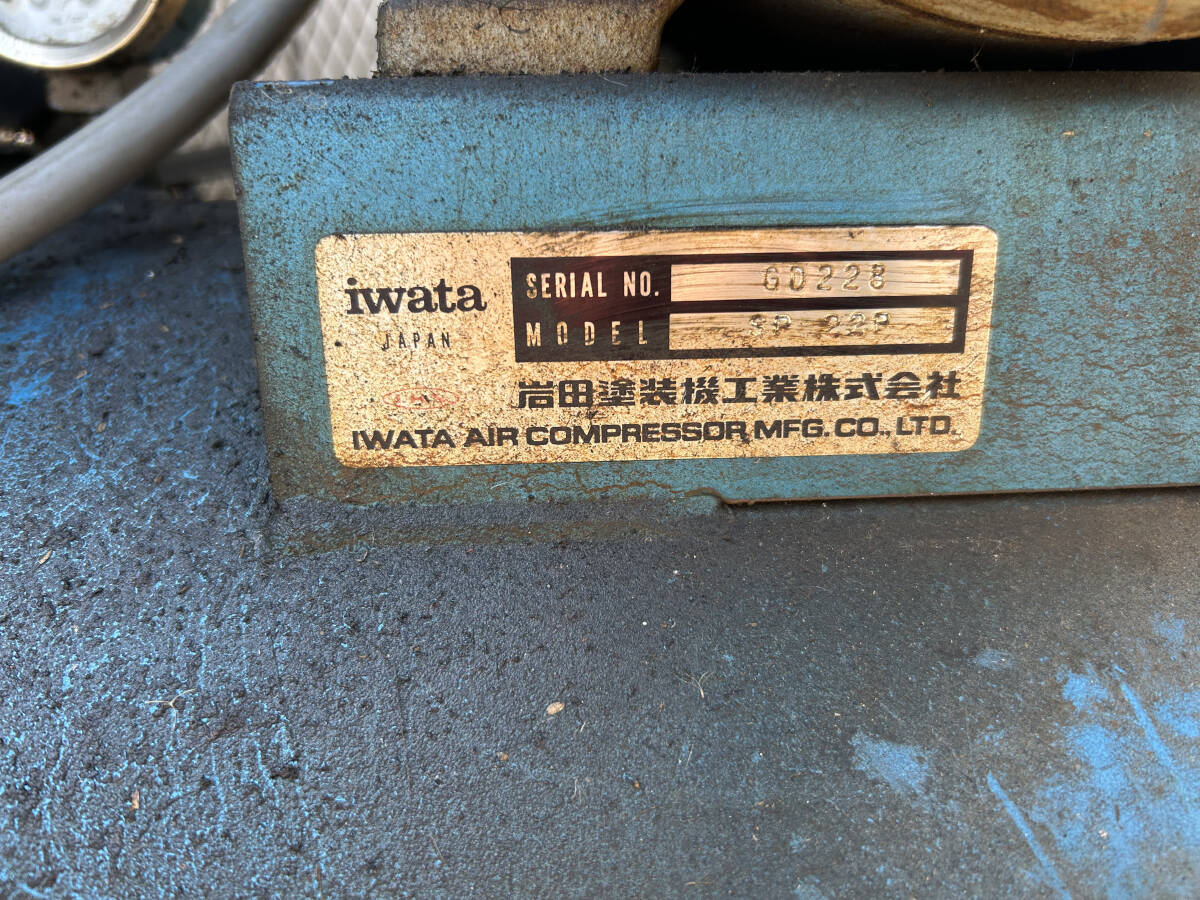 iwata
JAPAN
SERIAL NO. GD228
MODEL SP 22P
岩田塗装機工業株式会社
IWATA AIR COMPRESSOR MFG. CO., LTD.